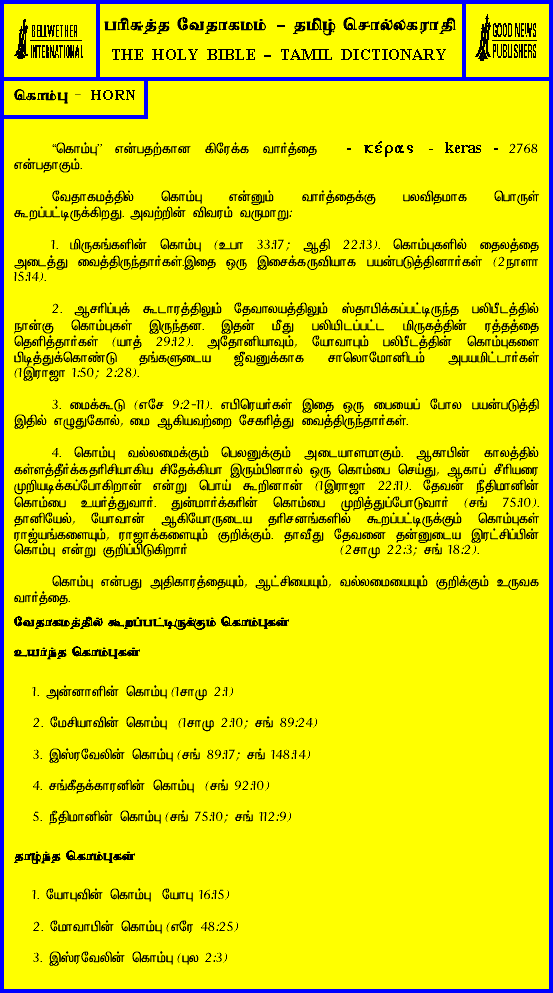 BELLWETHER
INTERNATIONAL
பரிசுத்த வேதாகமம் - தமிழ் சொல்லகராதி
THE HOLY BIBLE - TAMIL DICTIONARY
GOOD NEWS
PUBLISHERS
கொம்பு - HORN
“கொம்பு” என்பதற்கான கிரேக்க வார்த்தை - κέρας - keras - 2768
என்பதாகும்.
வேதாகமத்தில் கொம்பு என்னும் வார்த்தைக்கு பலவிதமாக பொருள்
கூறப்பட்டிருக்கிறது. அவற்றின் விவரம் வருமாறு:
1. மிருகங்களின் கொம்பு (உபா 33:17; ஆதி 22:13). கொம்புகளில் தைலத்தை
அடைத்து வைத்திருந்தார்கள்.இதை ஒரு இசைக்கருவியாக பயன்படுத்தினார்கள் (2நாளா
15:14).
2. ஆசரிப்புக் கூடாரத்திலும் தேவாலயத்திலும் ஸ்தாபிக்கப்பட்டிருந்த பலிபீடத்தில்
நான்கு கொம்புகள் இருந்தன. இதன் மீது பலியிடப்பட்ட மிருகத்தின் ரத்தத்தை
தெளித்தார்கள் (யாத் 29:12). அதோனியாவும், யோவாபும் பலிபீடத்தின் கொம்புகளை
பிடித்துக்கொண்டு தங்களுடைய ஜீவனுக்காக சாலொமோனிடம் அபயமிட்டார்கள்
(1இராஜா 1:50; 2:28).
3. மைக்கூடு (எசே 9:2-11). எபிரெயர்கள் இதை ஒரு பையைப் போல பயன்படுத்தி
இதில் எழுதுகோல், மை ஆகியவற்றை சேகரித்து வைத்திருந்தார்கள்.
4. கொம்பு வல்லமைக்கும் பெலனுக்கும் அடையாளமாகும். ஆகாபின் காலத்தில்
கள்ளத்தீர்க்கதரிசியாகிய சிதேக்கியா இரும்பினால் ஒரு கொம்பை செய்து, ஆகாப் சீரியரை
முறியடிக்கப்போகிறான் என்று பொய் கூறினான் (1இராஜா 22:11). தேவன் நீதிமானின்
கொம்பை உயர்த்துவார். துன்மார்க்கரின் கொம்பை முறித்துப்போடுவார் (சங் 75:10).
தானியேல், யோவான் ஆகியோருடைய தரிசனங்களில் கூறப்பட்டிருக்கும் கொம்புகள்
ராஜ்யங்களையும், ராஜாக்களையும் குறிக்கும். தாவீது தேவனை தன்னுடைய இரட்சிப்பின்
கொம்பு என்று குறிப்பிடுகிறார் (2சாமு 22:3; சங் 18:2).
கொம்பு என்பது அதிகாரத்தையும், ஆட்சியையும், வல்லமையையும் குறிக்கும் உருவக
வார்த்தை.
வேதாகமத்தில் கூறப்பட்டிருக்கும் கொம்புகள்
உயர்ந்த கொம்புகள்
1. அன்னாளின் கொம்பு (1சாமு 2:1)
2. மேசியாவின் கொம்பு (1சாமு 2:10; சங் 89:24)
3. இஸ்ரவேலின் கொம்பு (சங் 89:17; சங் 148:14)
4. சங்கீதக்காரனின் கொம்பு (சங் 92:10)
5. நீதிமானின் கொம்பு (சங் 75:10; சங் 112:9)
தாழ்ந்த கொம்புகள்
1. யோபுவின் கொம்பு யோபு 16:15)
2. மோவாபின் கொம்பு (எரே 48:25)
3. இஸ்ரவேலின் கொம்பு (புல 2:3)